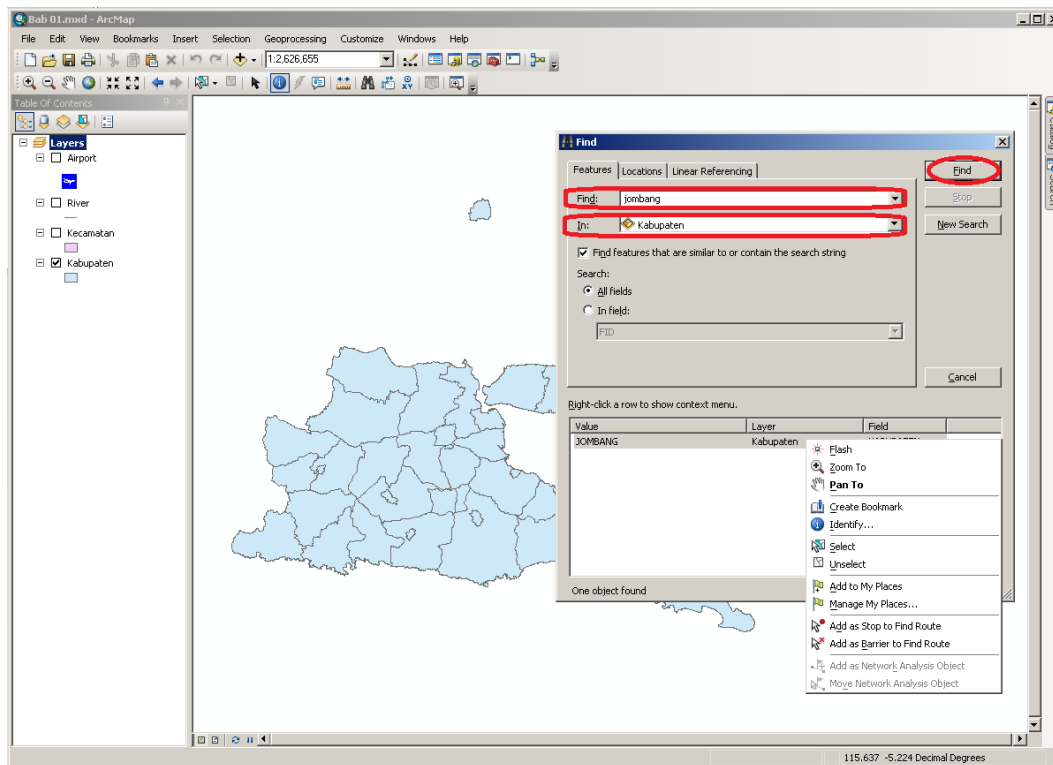 Bab 01.mxd - ArcMap
File Edit View Bookmarks Insert Selection Geoprocessing Customize Windows Help
1:2,626,655
Table Of Contents
Layers
Airport
River
Kecamatan
Kabupaten
Find
Features Locations Linear Referencing
Find: jombang
In: Kabupaten
Find features that are similar to or contain the search string
Search:
All fields
In field:
FID
Find
Stop
New Search
Cancel
Right-click a row to show context menu.
Value Layer Field
JOMBANG Kabupaten
Flash
Zoom To
Pan To
Create Bookmark
Identify...
Select
Unselect
Add to My Places
Manage My Places...
Add as Stop to Find Route
Add as Barrier to Find Route
Add as Network Analysis Object
Move Network Analysis Object
One object found
115.637 -5.224 Decimal Degrees